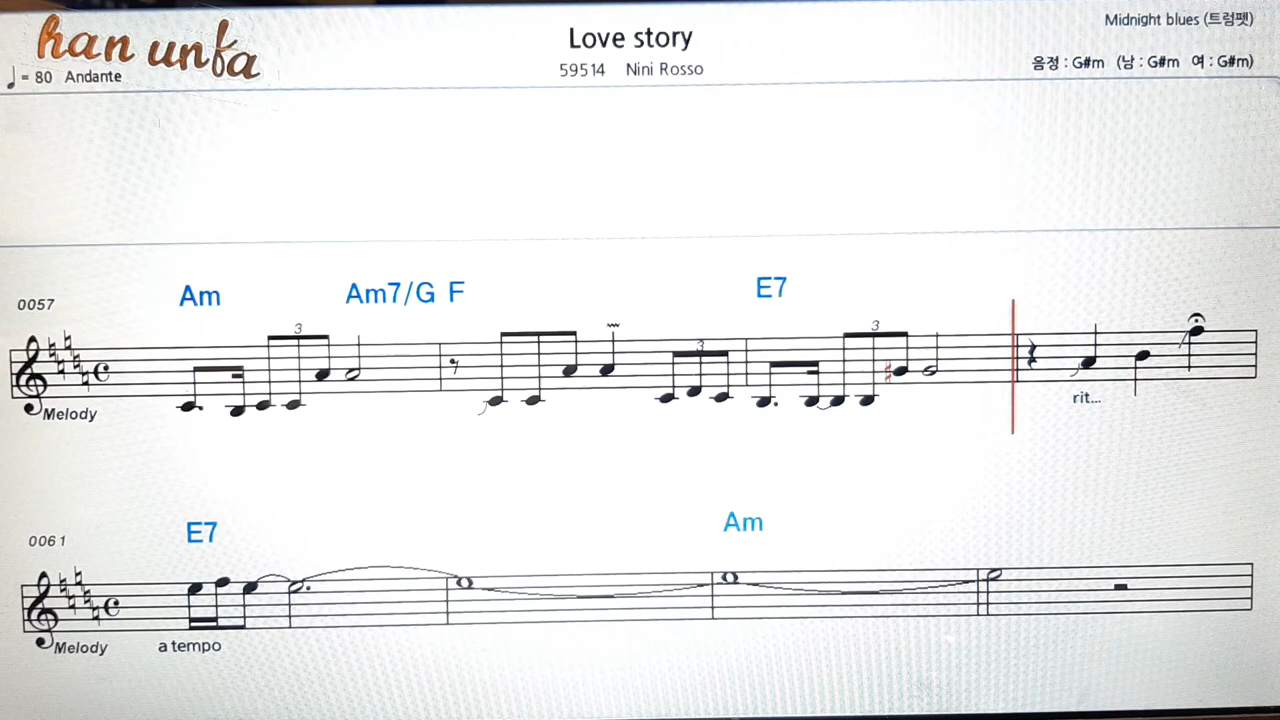 han unfa
Love story
Midnight blues (트럼펫)
♩ = 80 Andante
59514 Nini Rosso
음정 : G#m (남 : G#m 여 : G#m)
0057
Am Am7/G F E7
3 3 3
Melody
rit...
0061
E7 Am
Melody a tempo